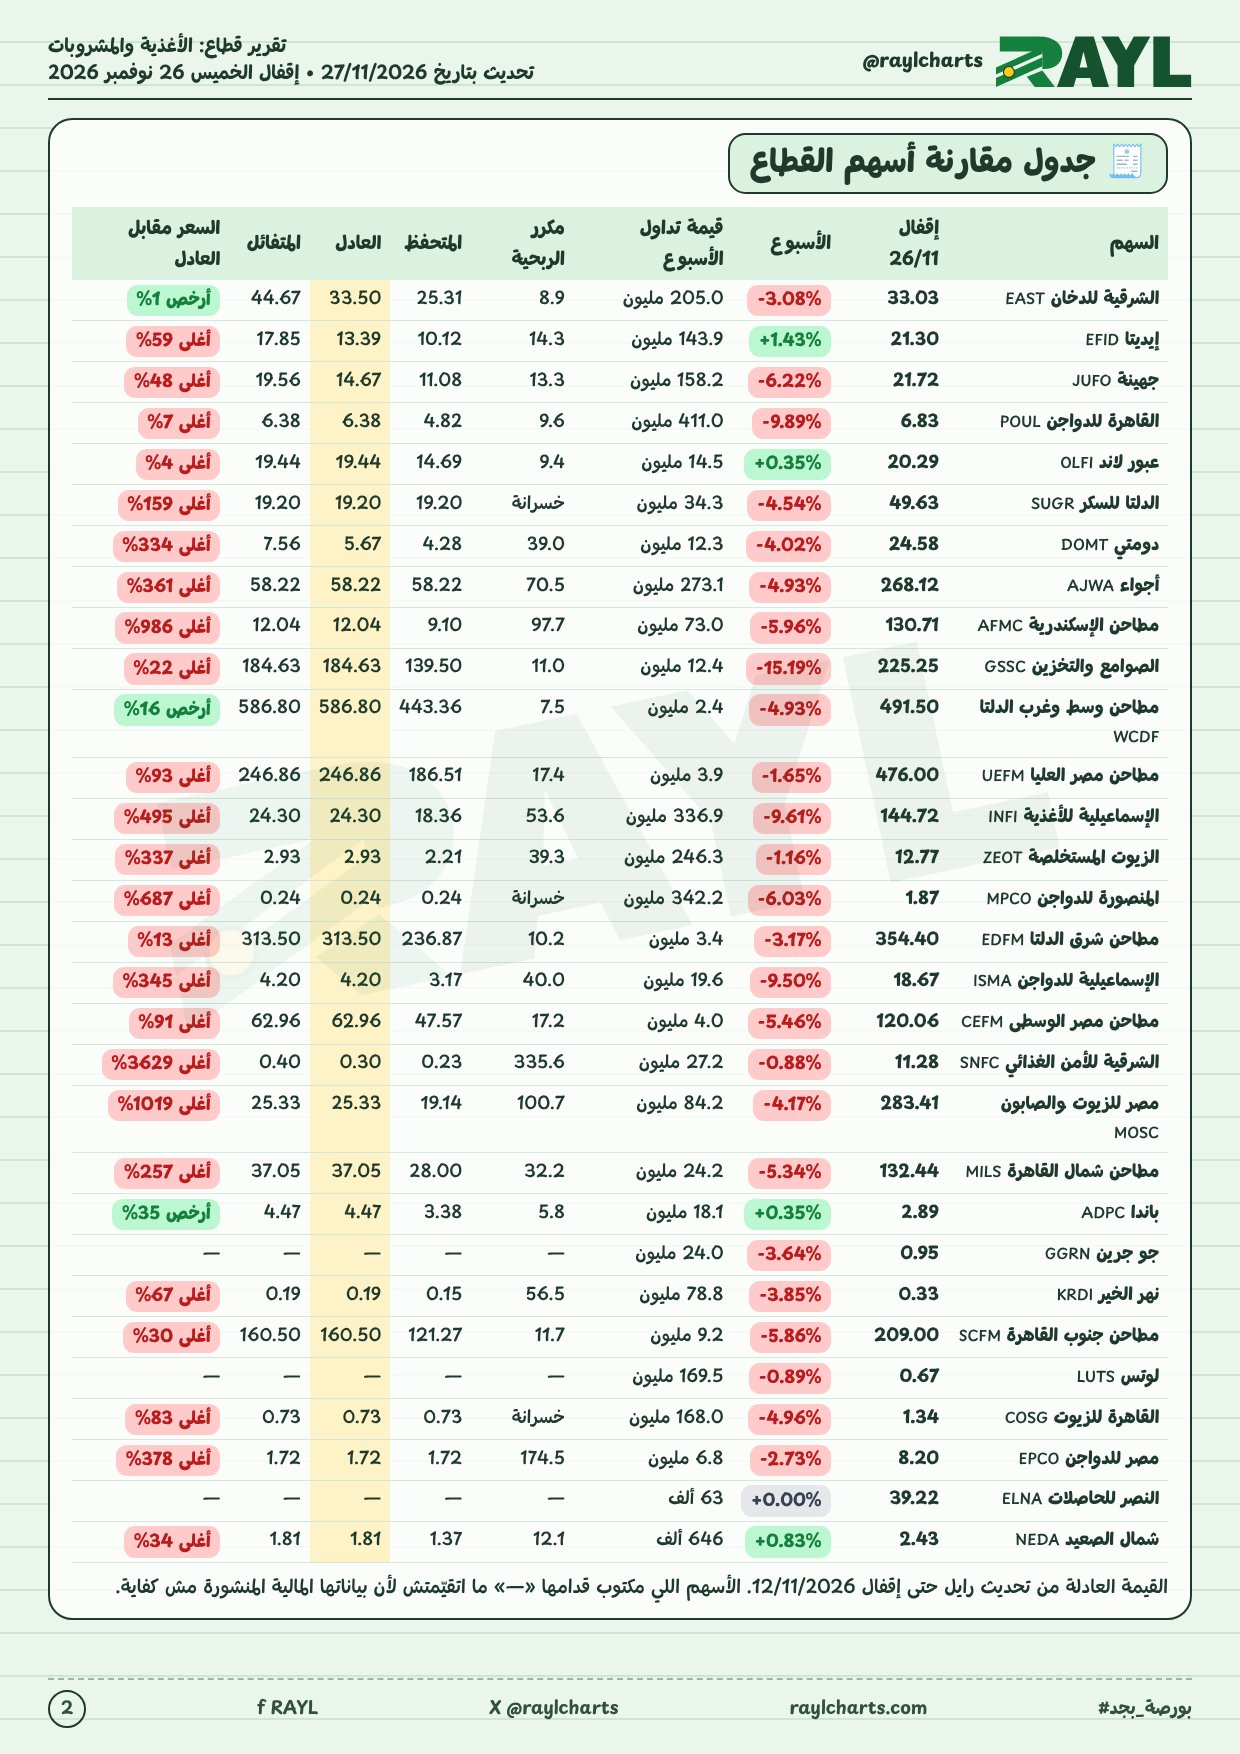 RAYL
@raylcharts
تقرير قطاع: الأغذية والمشروبات
تحديث بتاريخ 27/11/2026 • إقفال الخميس 26 نوفمبر 2026
جدول مقارنة أسهم القطاع
السهم إقفال 26/11 الأسبوع قيمة تداول الأسبوع مكرر الربحية المتحفظ العادل المتفائل السعر مقابل العادل
الشرقية للدخان EAST 33.03 -3.08% 205.0 مليون 8.9 25.31 33.50 44.67 أرخص 1%
إيديتا EFID 21.30 +1.43% 143.9 مليون 14.3 10.12 13.39 17.85 أغلى 59%
جهينة JUFO 21.72 -6.22% 158.2 مليون 13.3 11.08 14.67 19.56 أغلى 48%
القاهرة للدواجن POUL 6.83 -9.89% 411.0 مليون 9.6 4.82 6.38 6.38 أغلى 7%
عبور لاند OLFI 20.29 +0.35% 14.5 مليون 9.4 14.69 19.44 19.44 أغلى 4%
الدلتا للسكر SUGR 49.63 -4.54% 34.3 مليون خسرانة 19.20 19.20 19.20 أغلى 159%
دومتي DOMT 24.58 -4.02% 12.3 مليون 39.0 4.28 5.67 7.56 أغلى 334%
أجواء AJWA 268.12 -4.93% 273.1 مليون 70.5 58.22 58.22 58.22 أغلى 361%
مطاحن الإسكندرية AFMC 130.71 -5.96% 73.0 مليون 97.7 9.10 12.04 12.04 أغلى 986%
الصوامع والتخزين GSSC 225.25 -15.19% 12.4 مليون 11.0 139.50 184.63 184.63 أغلى 22%
مطاحن وسط وغرب الدلتا WCDF 491.50 -4.93% 2.4 مليون 7.5 443.36 586.80 586.80 أرخص 16%
مطاحن مصر العليا UEFM 476.00 -1.65% 3.9 مليون 17.4 186.51 246.86 246.86 أغلى 93%
الإسماعيلية للأغذية INFI 144.72 -9.61% 336.9 مليون 53.6 18.36 24.30 24.30 أغلى 495%
الزيوت المستخلصة ZEOT 12.77 -1.16% 246.3 مليون 39.3 2.21 2.93 2.93 أغلى 337%
المنصورة للدواجن MPCO 1.87 -6.03% 342.2 مليون خسرانة 0.24 0.24 0.24 أغلى 687%
مطاحن شرق الدلتا EDFM 354.40 -3.17% 3.4 مليون 10.2 236.87 313.50 313.50 أغلى 13%
الإسماعيلية للدواجن ISMA 18.67 -9.50% 19.6 مليون 40.0 3.17 4.20 4.20 أغلى 345%
مطاحن مصر الوسطى CEFM 120.06 -5.46% 4.0 مليون 17.2 47.57 62.96 62.96 أغلى 91%
الشرقية للأمن الغذائي SNFC 11.28 -0.88% 27.2 مليون 335.6 0.23 0.30 0.40 أغلى 3629%
مصر للزيوت والصابون MOSC 283.41 -4.17% 84.2 مليون 100.7 19.14 25.33 25.33 أغلى 1019%
مطاحن شمال القاهرة MILS 132.44 -5.34% 24.2 مليون 32.2 28.00 37.05 37.05 أغلى 257%
باندا ADPC 2.89 +0.35% 18.1 مليون 5.8 3.38 4.47 4.47 أرخص 35%
جو جرين GGRN 0.95 -3.64% 24.0 مليون — — — — —
نهر الخير KRDI 0.33 -3.85% 78.8 مليون 56.5 0.15 0.19 0.19 أغلى 67%
مطاحن جنوب القاهرة SCFM 209.00 -5.86% 9.2 مليون 11.7 121.27 160.50 160.50 أغلى 30%
لوتس LUTS 0.67 -0.89% 169.5 مليون — — — — —
القاهرة للزيوت COSG 1.34 -4.96% 168.0 مليون خسرانة 0.73 0.73 0.73 أغلى 83%
مصر للدواجن EPCO 8.20 -2.73% 6.8 مليون 174.5 1.72 1.72 1.72 أغلى 378%
النصر للحاصلات ELNA 39.22 +0.00% 63 ألف — — — — —
شمال الصعيد NEDA 2.43 +0.83% 646 ألف 12.1 1.37 1.81 1.81 أغلى 34%
القيمة العادلة من تحديث رايل حتى إقفال 12/11/2026. الأسهم اللي مكتوب قدامها «—» ما اتقيّمتش لأن بياناتها المالية المنشورة مش كفاية.
#بورصة_بجد
raylcharts.com
X @raylcharts
f RAYL
2